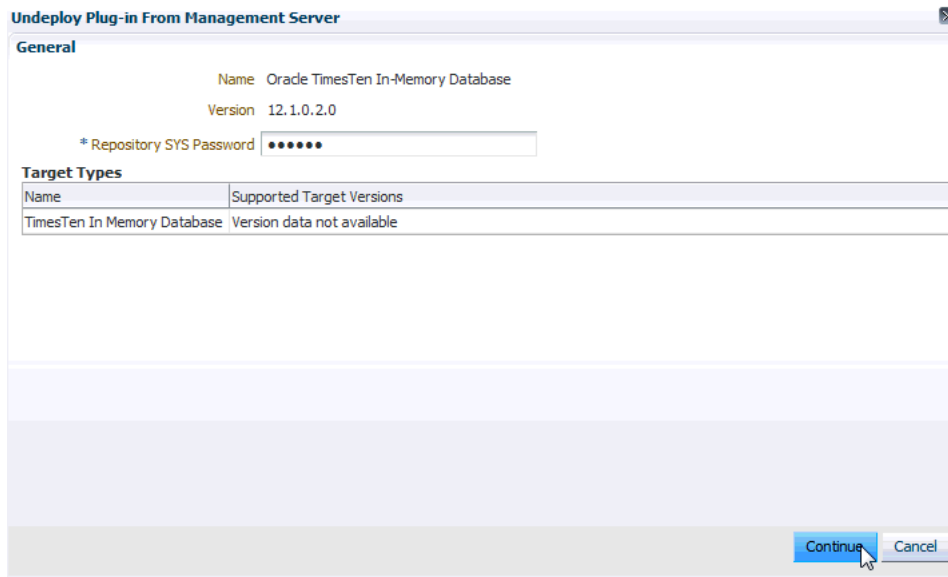 Undeploy Plug-in From Management Server
General
Name Oracle TimesTen In-Memory Database
Version 12.1.0.2.0
* Repository SYS Password ••••••
Target Types
Name Supported Target Versions
TimesTen In Memory Database Version data not available
Continue Cancel